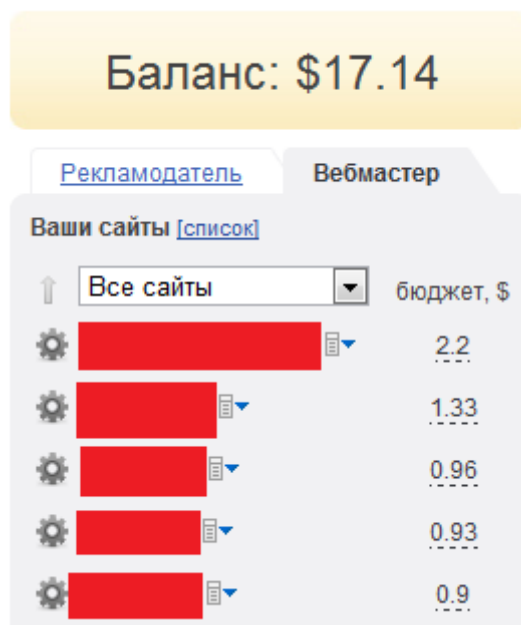 Баланс: $17.14
Рекламодатель Вебмастер
Ваши сайты [список]
Все сайты бюджет, $
2.2
1.33
0.96
0.93
0.9